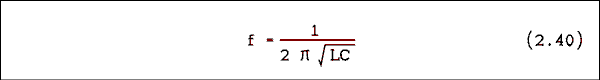 f = 1 / (2 π √LC) (2.40)